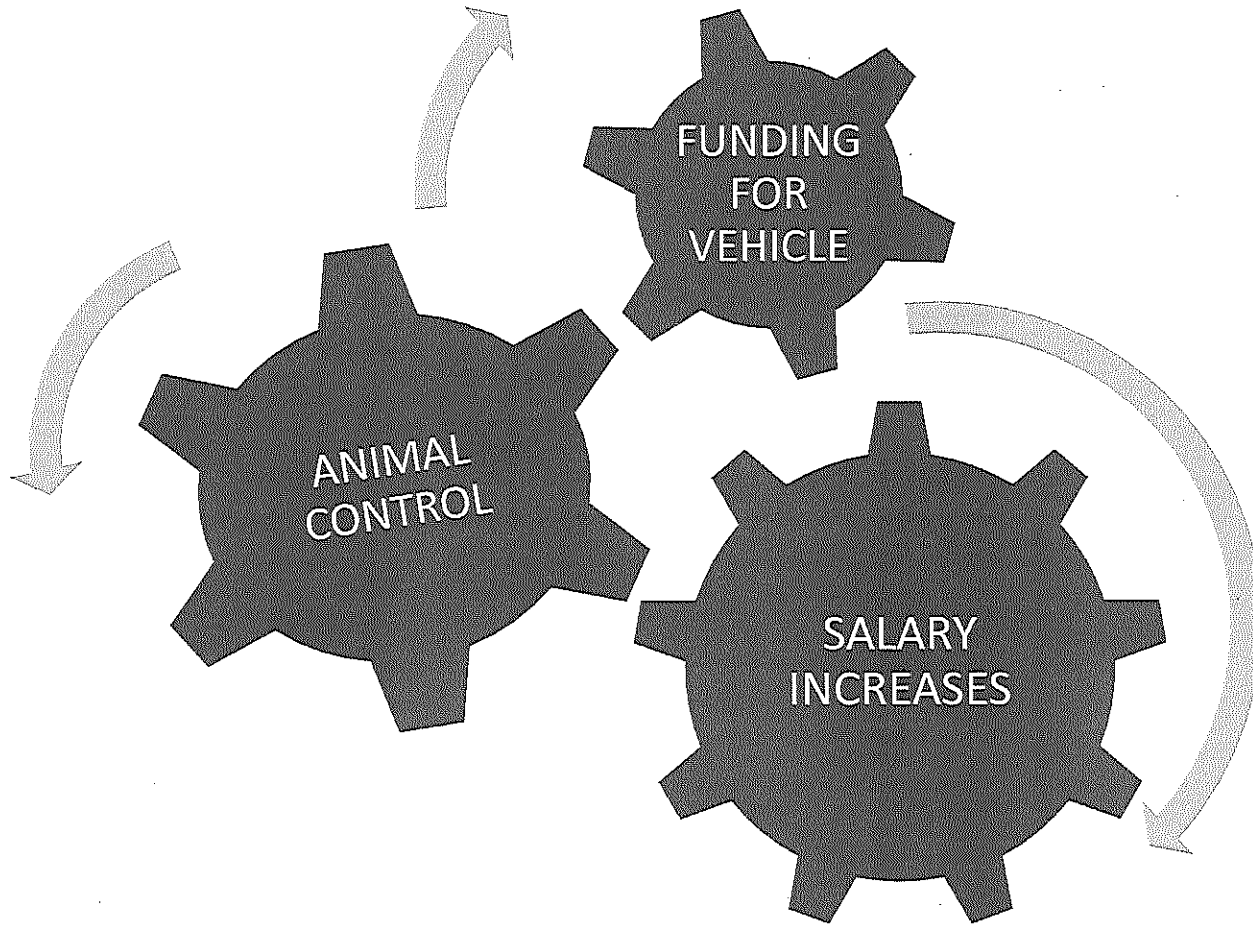 FUNDING
FOR
VEHICLE
ANIMAL
CONTROL
SALARY
INCREASES